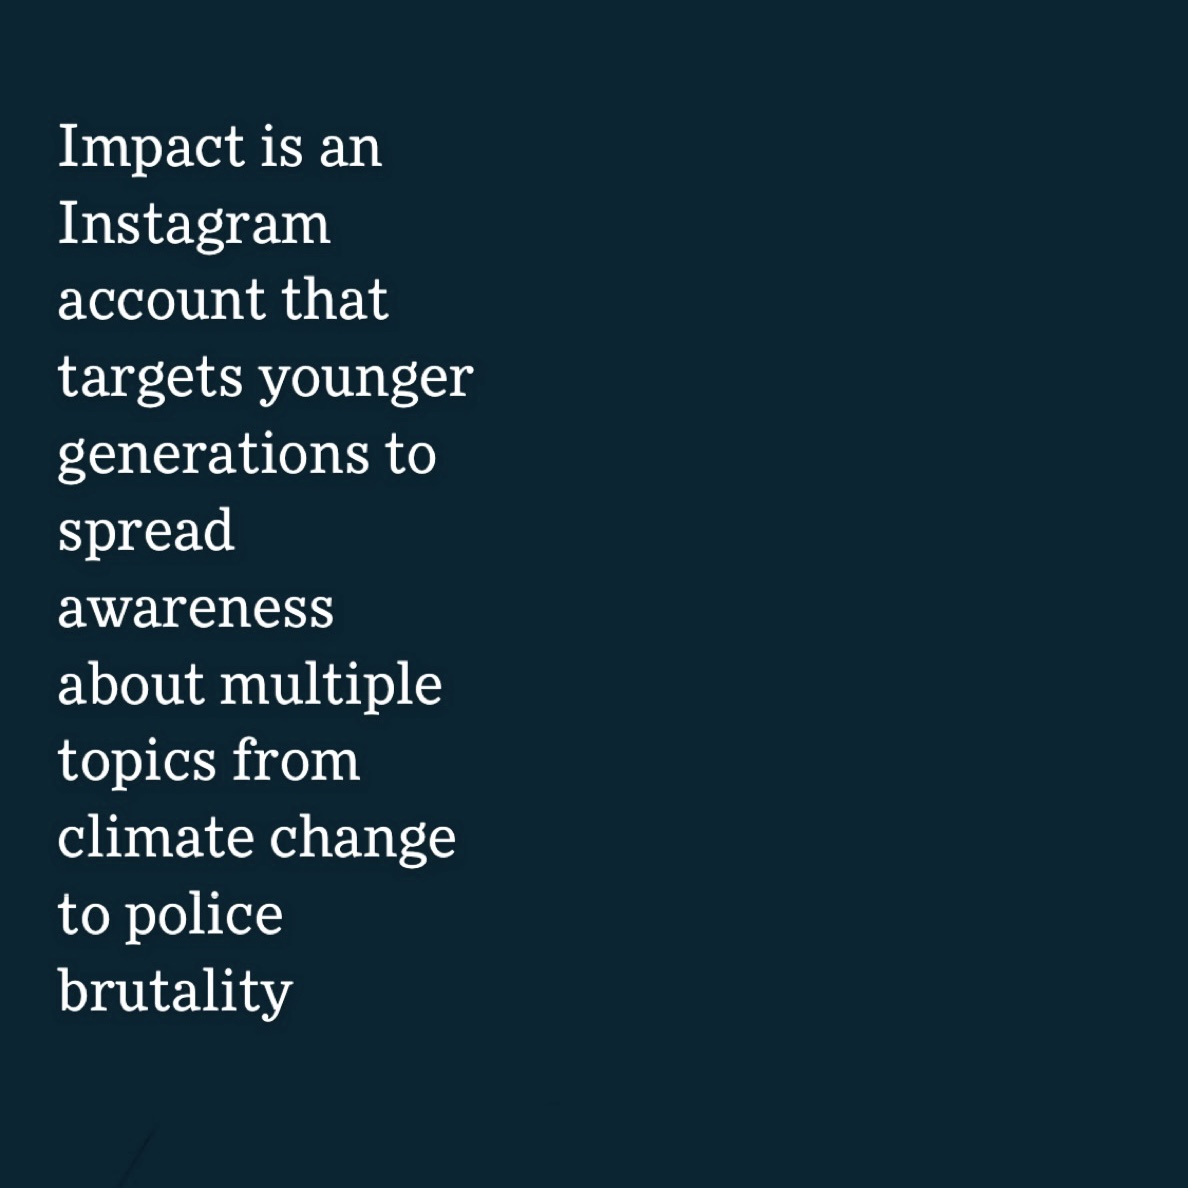 Impact is an
Instagram
account that
targets younger
generations to
spread
awareness
about multiple
topics from
climate change
to police
brutality